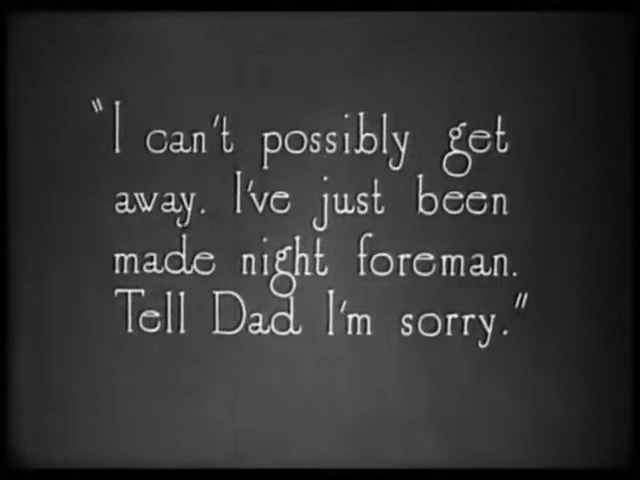 "I can't possibly get
away. I've just been
made night foreman.
Tell Dad I'm sorry."